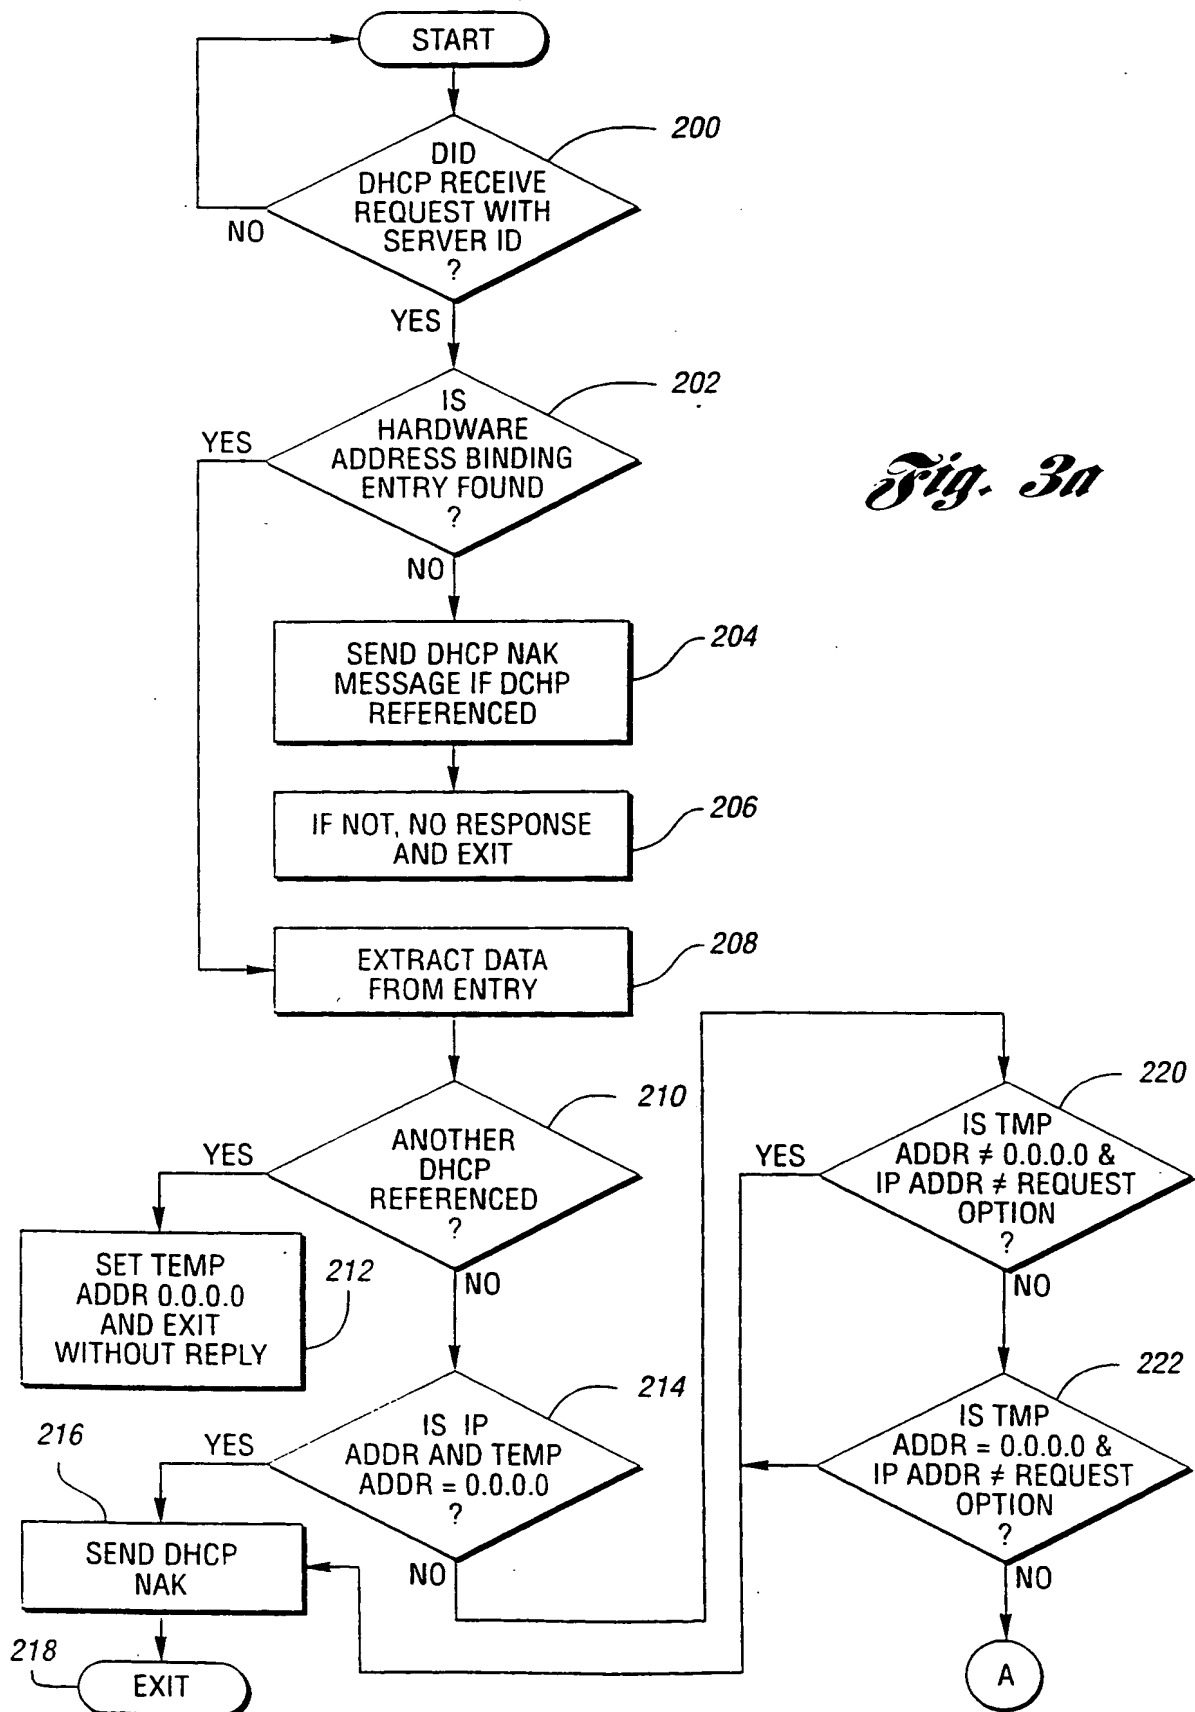 START
200
DID
DHCP RECEIVE
REQUEST WITH
SERVER ID
?
NO
YES
202
IS
HARDWARE
ADDRESS BINDING
ENTRY FOUND
?
YES
NO
Fig. 3a
204
SEND DHCP NAK
MESSAGE IF DCHP
REFERENCED
206
IF NOT, NO RESPONSE
AND EXIT
208
EXTRACT DATA
FROM ENTRY
210
ANOTHER
DHCP
REFERENCED
?
YES
NO
212
SET TEMP
ADDR 0.0.0.0
AND EXIT
WITHOUT REPLY
214
IS IP
ADDR AND TEMP
ADDR = 0.0.0.0
?
YES
NO
216
SEND DHCP
NAK
218
EXIT
220
IS TMP
ADDR ≠ 0.0.0.0 &
IP ADDR ≠ REQUEST
OPTION
?
YES
NO
222
IS TMP
ADDR = 0.0.0.0 &
IP ADDR ≠ REQUEST
OPTION
?
NO
A